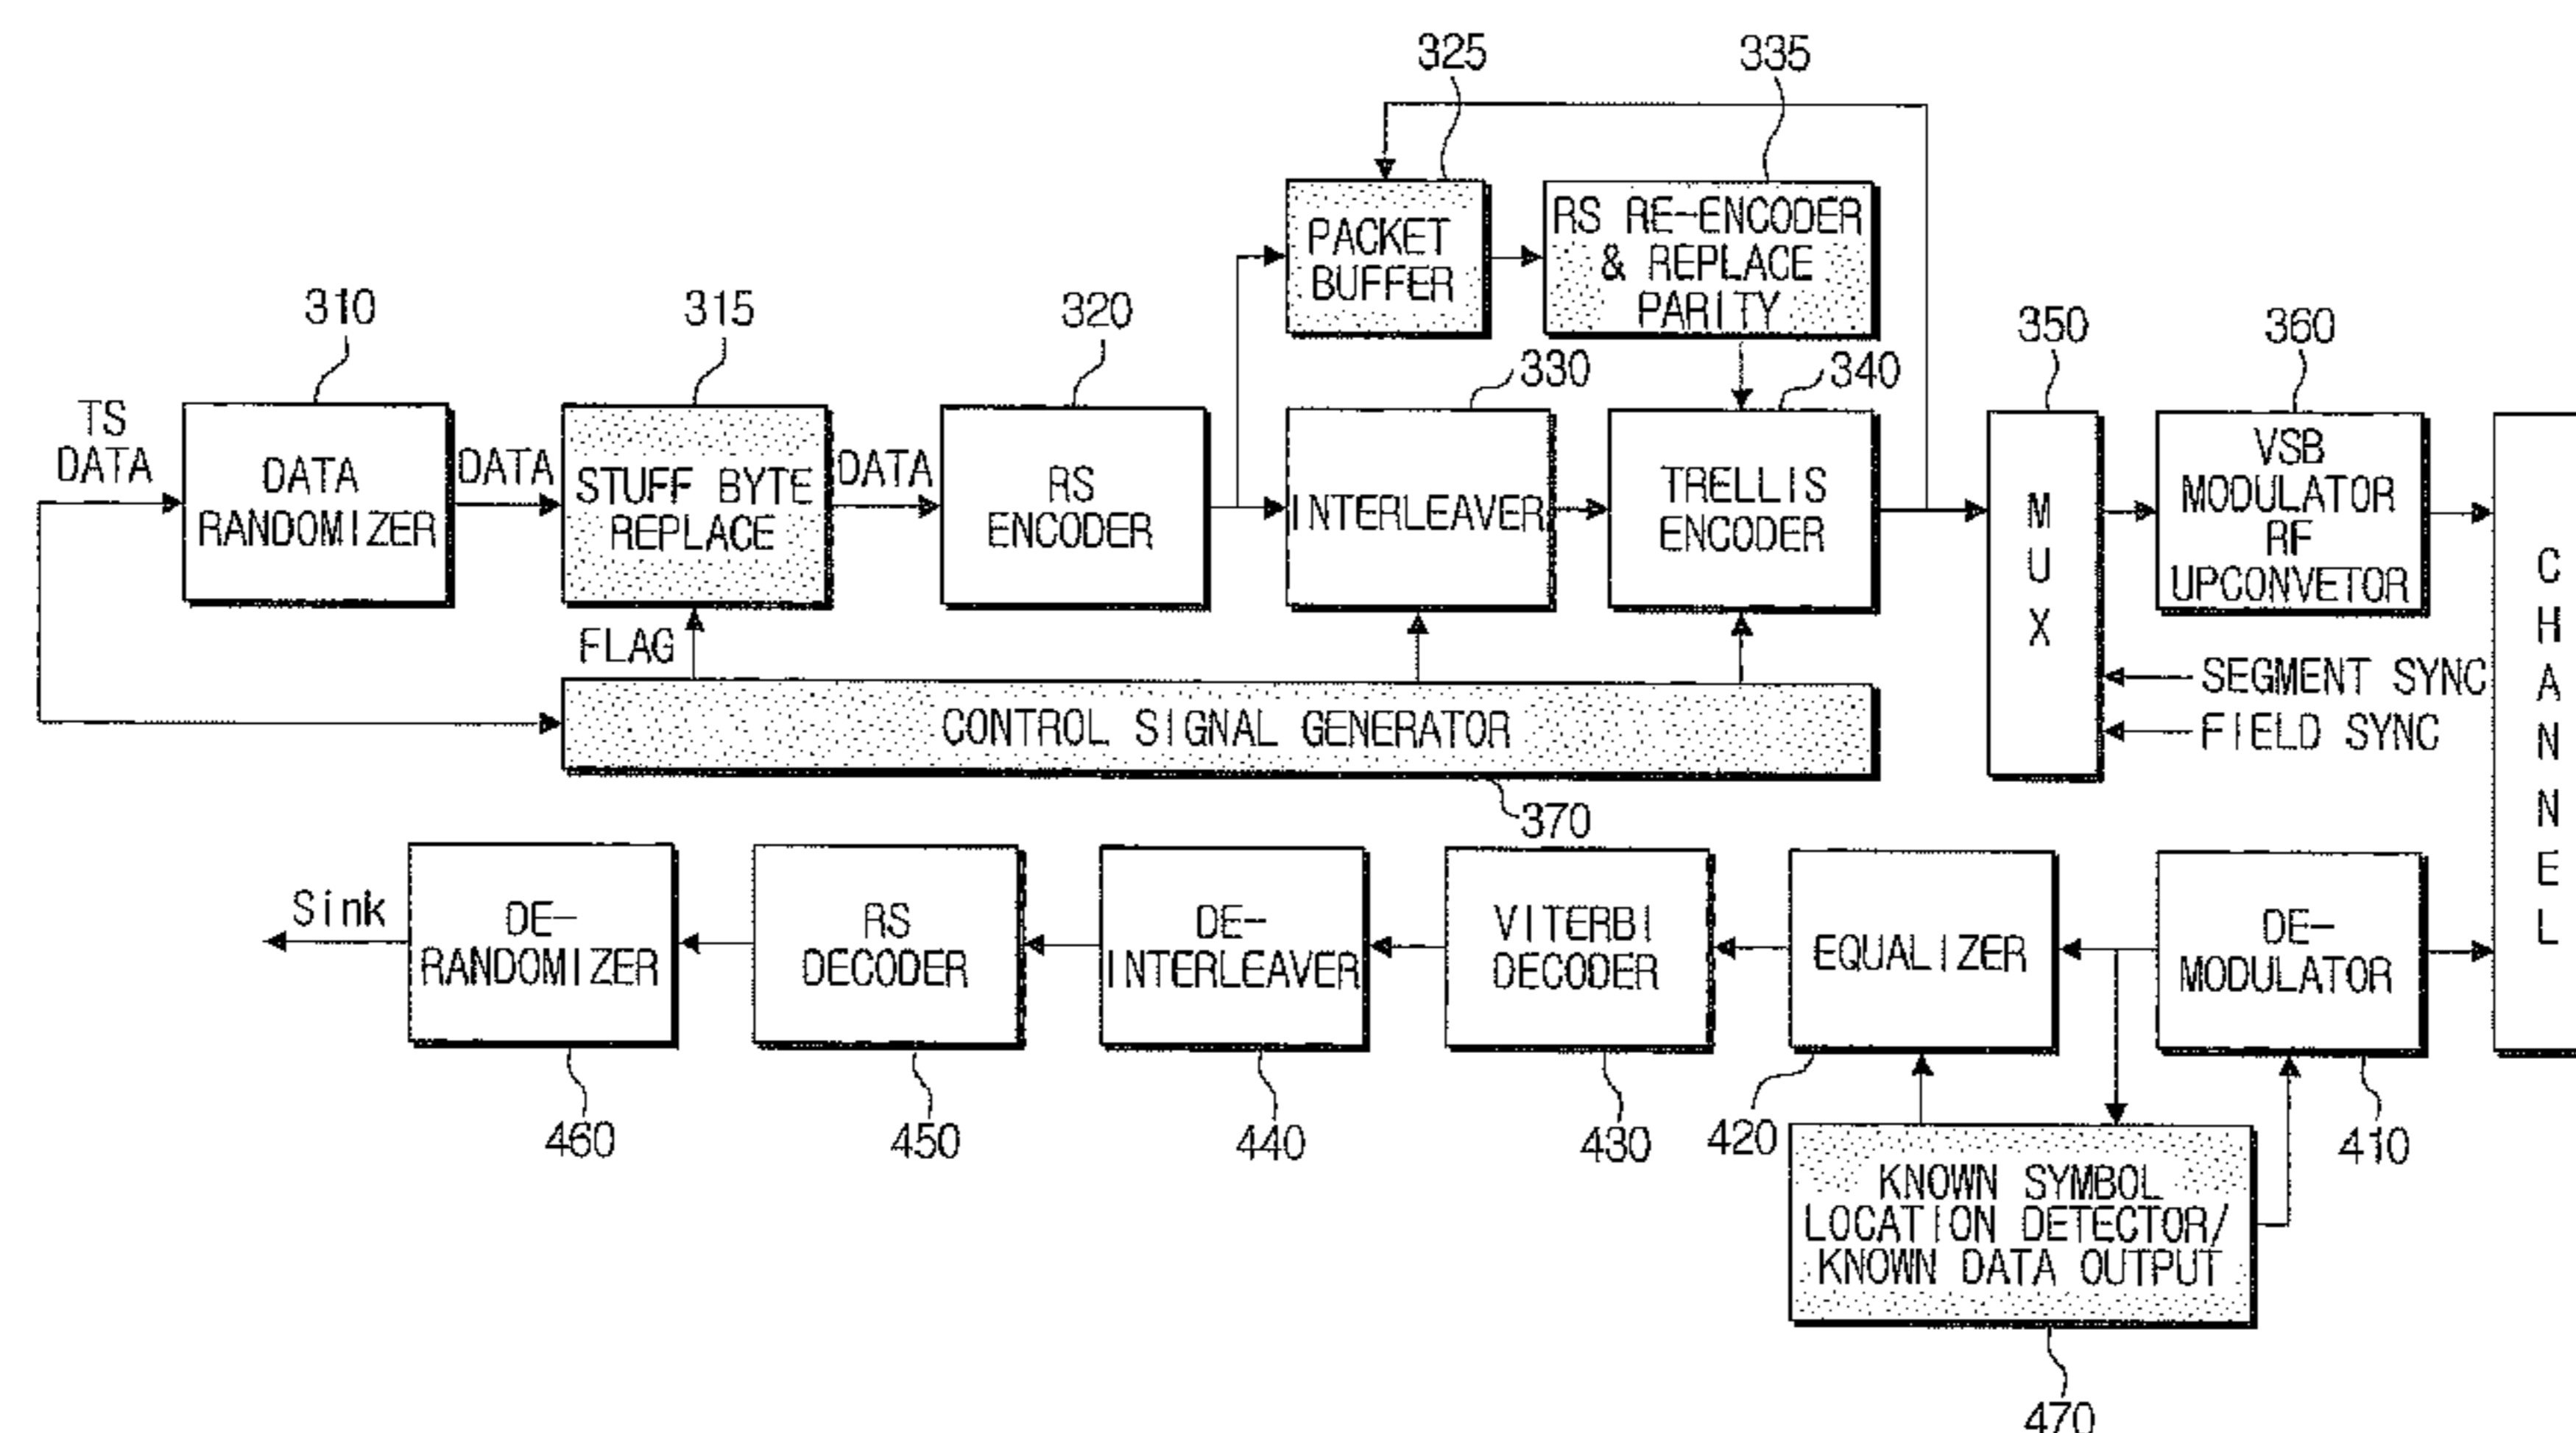 325
335
PACKET
BUFFER
RS RE-ENCODER
& REPLACE
PARITY
310
315
320
330
340
350
360
TS
DATA
DATA
RANDOMIZER
DATA
STUFF BYTE
REPLACE
DATA
RS
ENCODER
INTERLEAVER
TRELLIS
ENCODER
MUX
VSB
MODULATOR
RF
UPCONVETOR
CHANNEL
FLAG
SEGMENT SYNC
FIELD SYNC
CONTROL SIGNAL GENERATOR
370
Sink
DE-
RANDOMIZER
RS
DECODER
DE-
INTERLEAVER
VITERBI
DECODER
EQUALIZER
DE-
MODULATOR
460
450
440
430
420
410
KNOWN SYMBOL
LOCATION DETECTOR/
KNOWN DATA OUTPUT
470